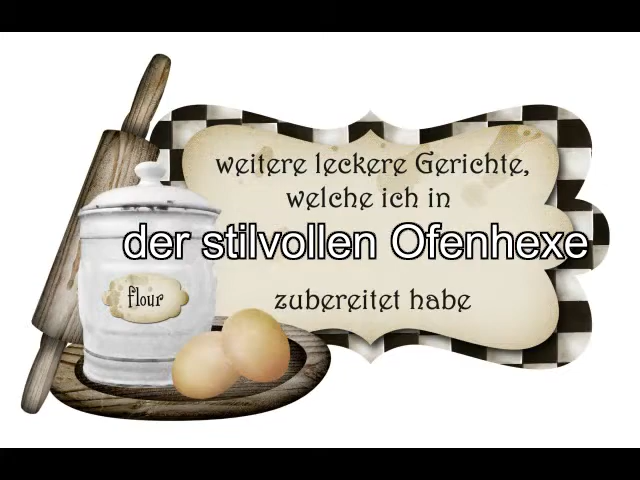 weitere leckere Gerichte,
welche ich in
der stilvollen Ofenhexe
zubereitet habe
flour